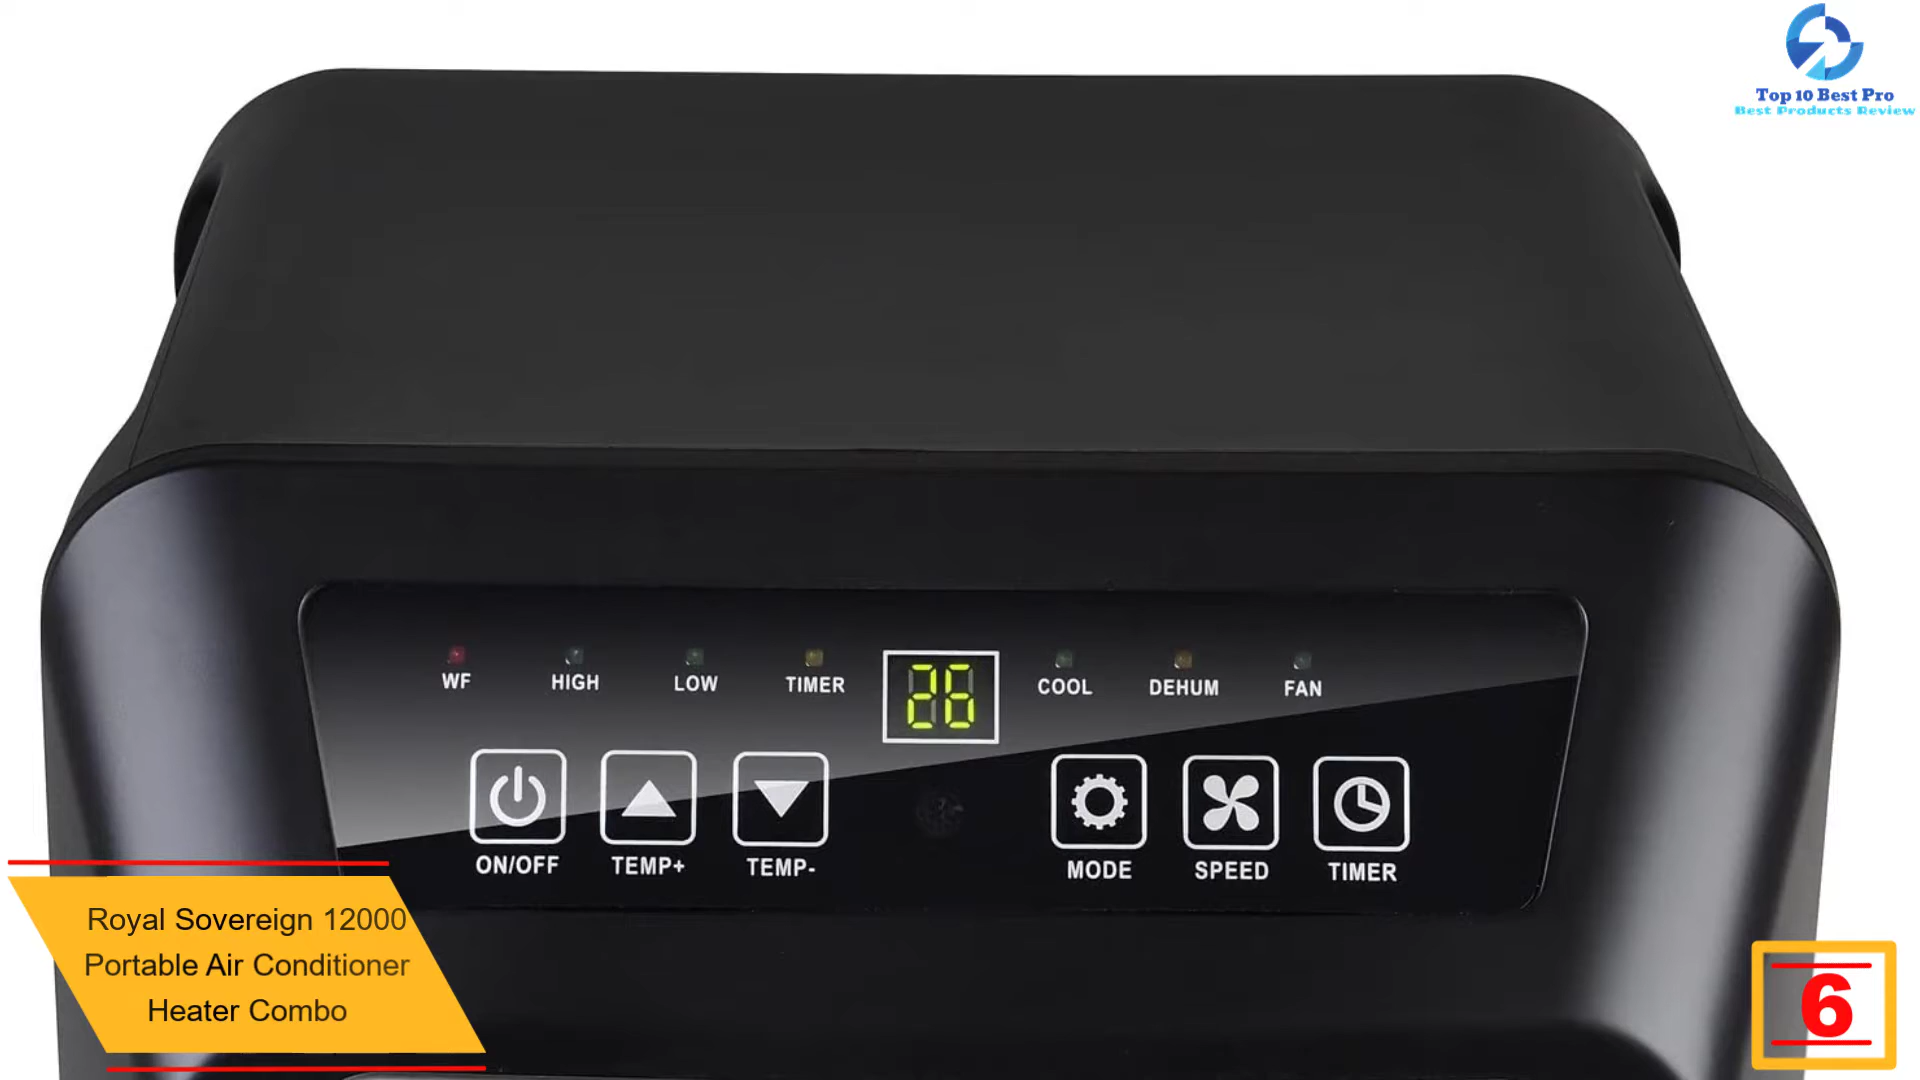 Top 10 Best Pro
Best Products Review
WF HIGH LOW TIMER 26 COOL DEHUM FAN
ON/OFF TEMP+ TEMP- MODE SPEED TIMER
Royal Sovereign 12000
Portable Air Conditioner
Heater Combo
6